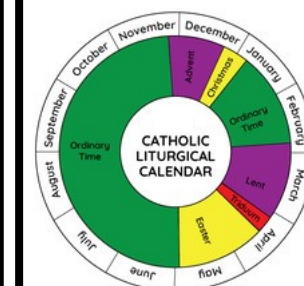 CATHOLIC
LITURGICAL
CALENDAR
December
January
February
March
April
May
June
July
August
September
October
November
Advent
Christmas
Ordinary
Time
Lent
Triduum
Easter
Ordinary
Time